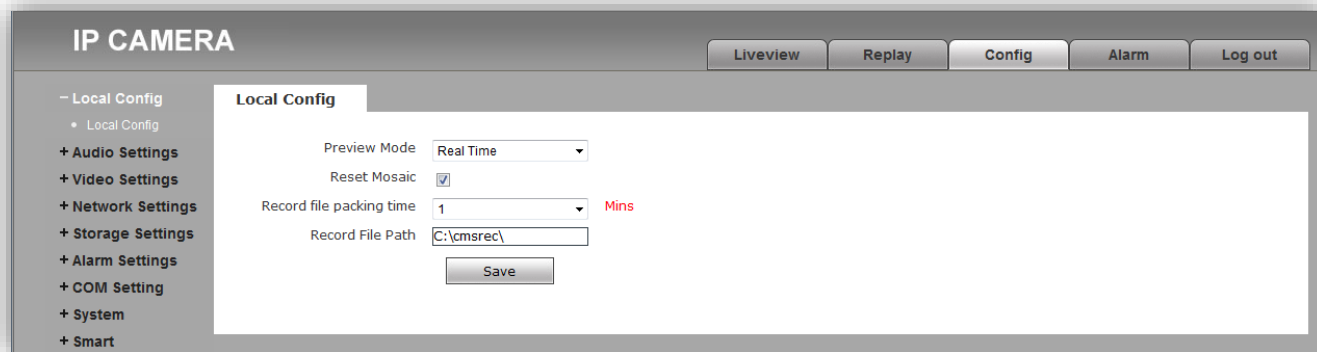 IP CAMERA
Liveview Replay Config Alarm Log out
− Local Config
• Local Config
+ Audio Settings
+ Video Settings
+ Network Settings
+ Storage Settings
+ Alarm Settings
+ COM Setting
+ System
+ Smart
Local Config
Preview Mode Real Time
Reset Mosaic
Record file packing time 1 Mins
Record File Path C:\cmsrec\
Save